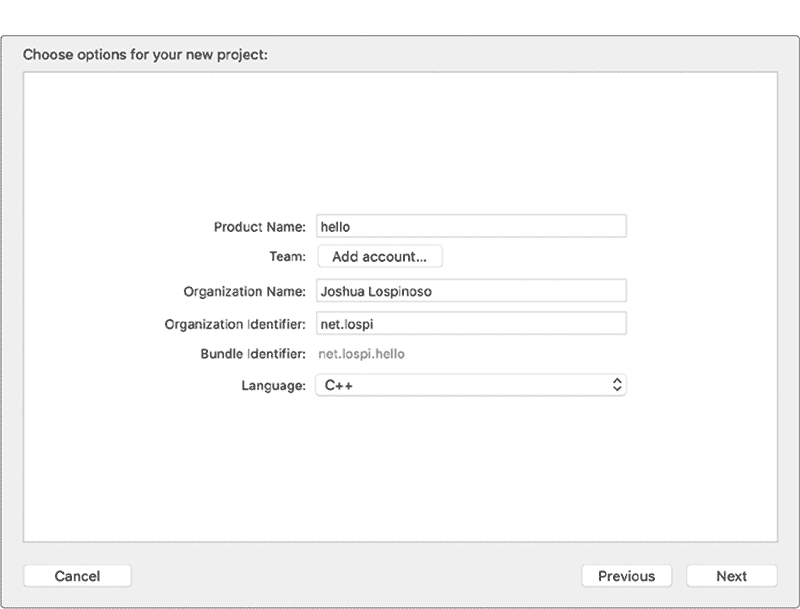 Choose options for your new project:
Product Name: hello
Team: Add account...
Organization Name: Joshua Lospinoso
Organization Identifier: net.lospi
Bundle Identifier: net.lospi.hello
Language: C++
Cancel Previous Next